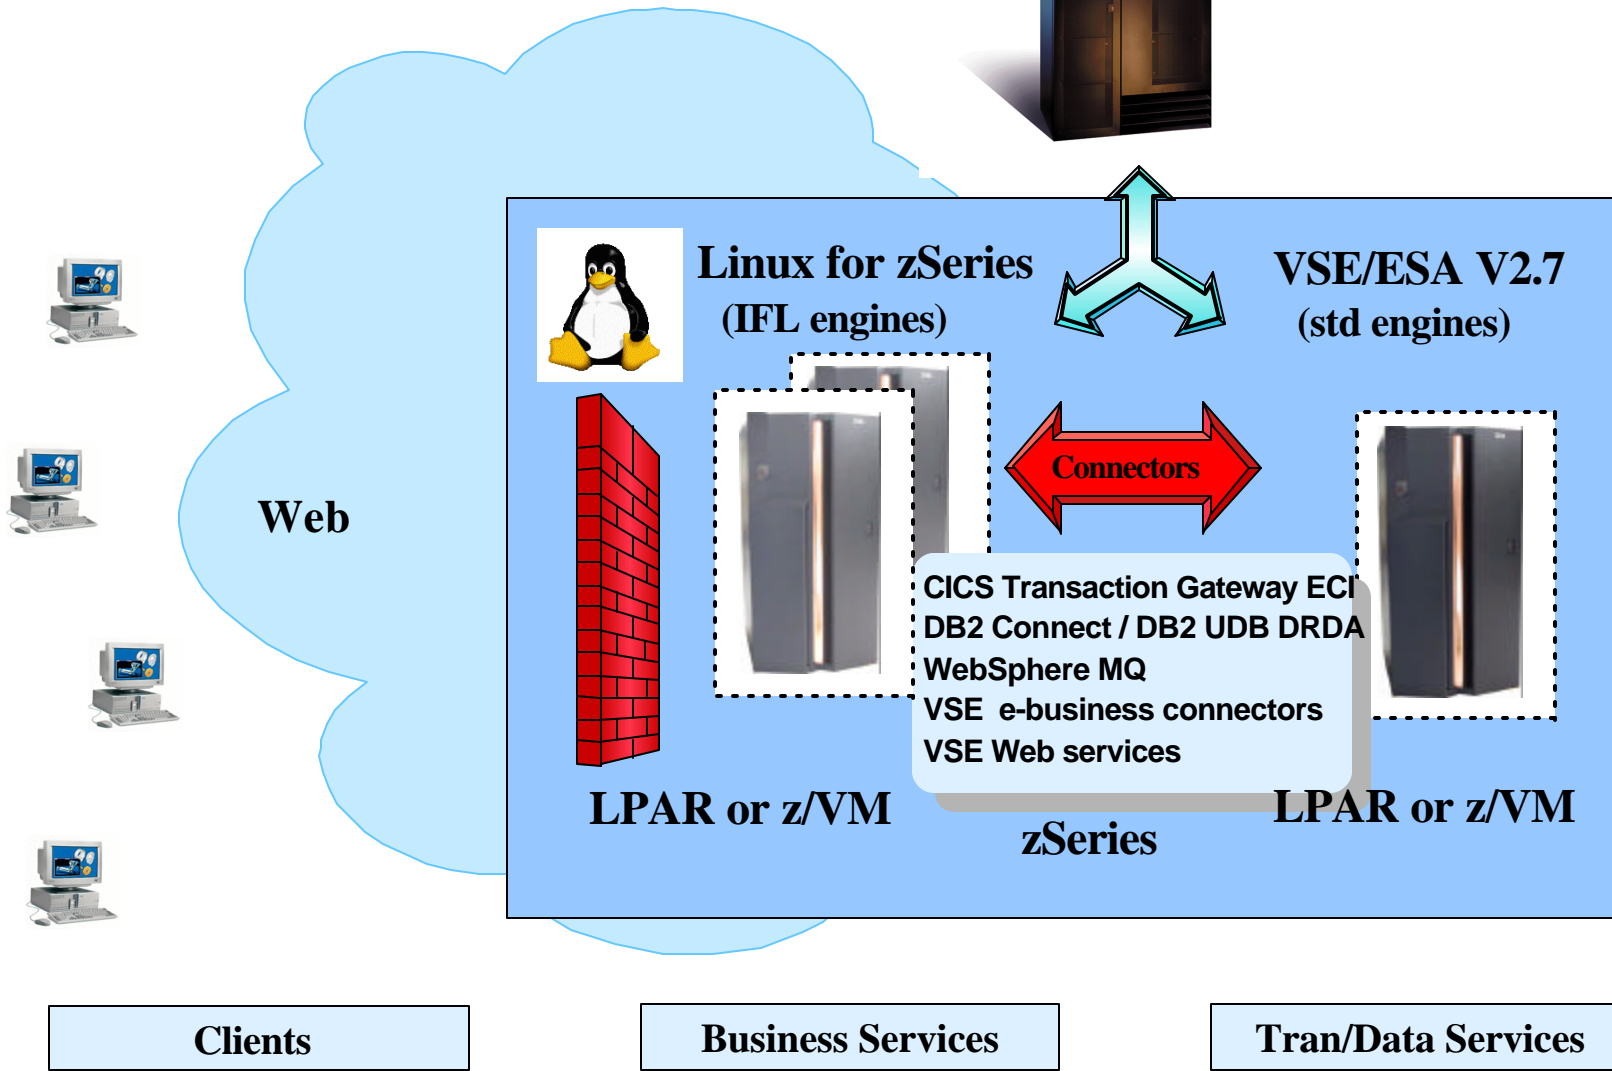 Linux for zSeries
(IFL engines)
VSE/ESA V2.7
(std engines)
Connectors
Web
CICS Transaction Gateway ECI
DB2 Connect / DB2 UDB DRDA
WebSphere MQ
VSE e-business connectors
VSE Web services
LPAR or z/VM
LPAR or z/VM
zSeries
Clients
Business Services
Tran/Data Services